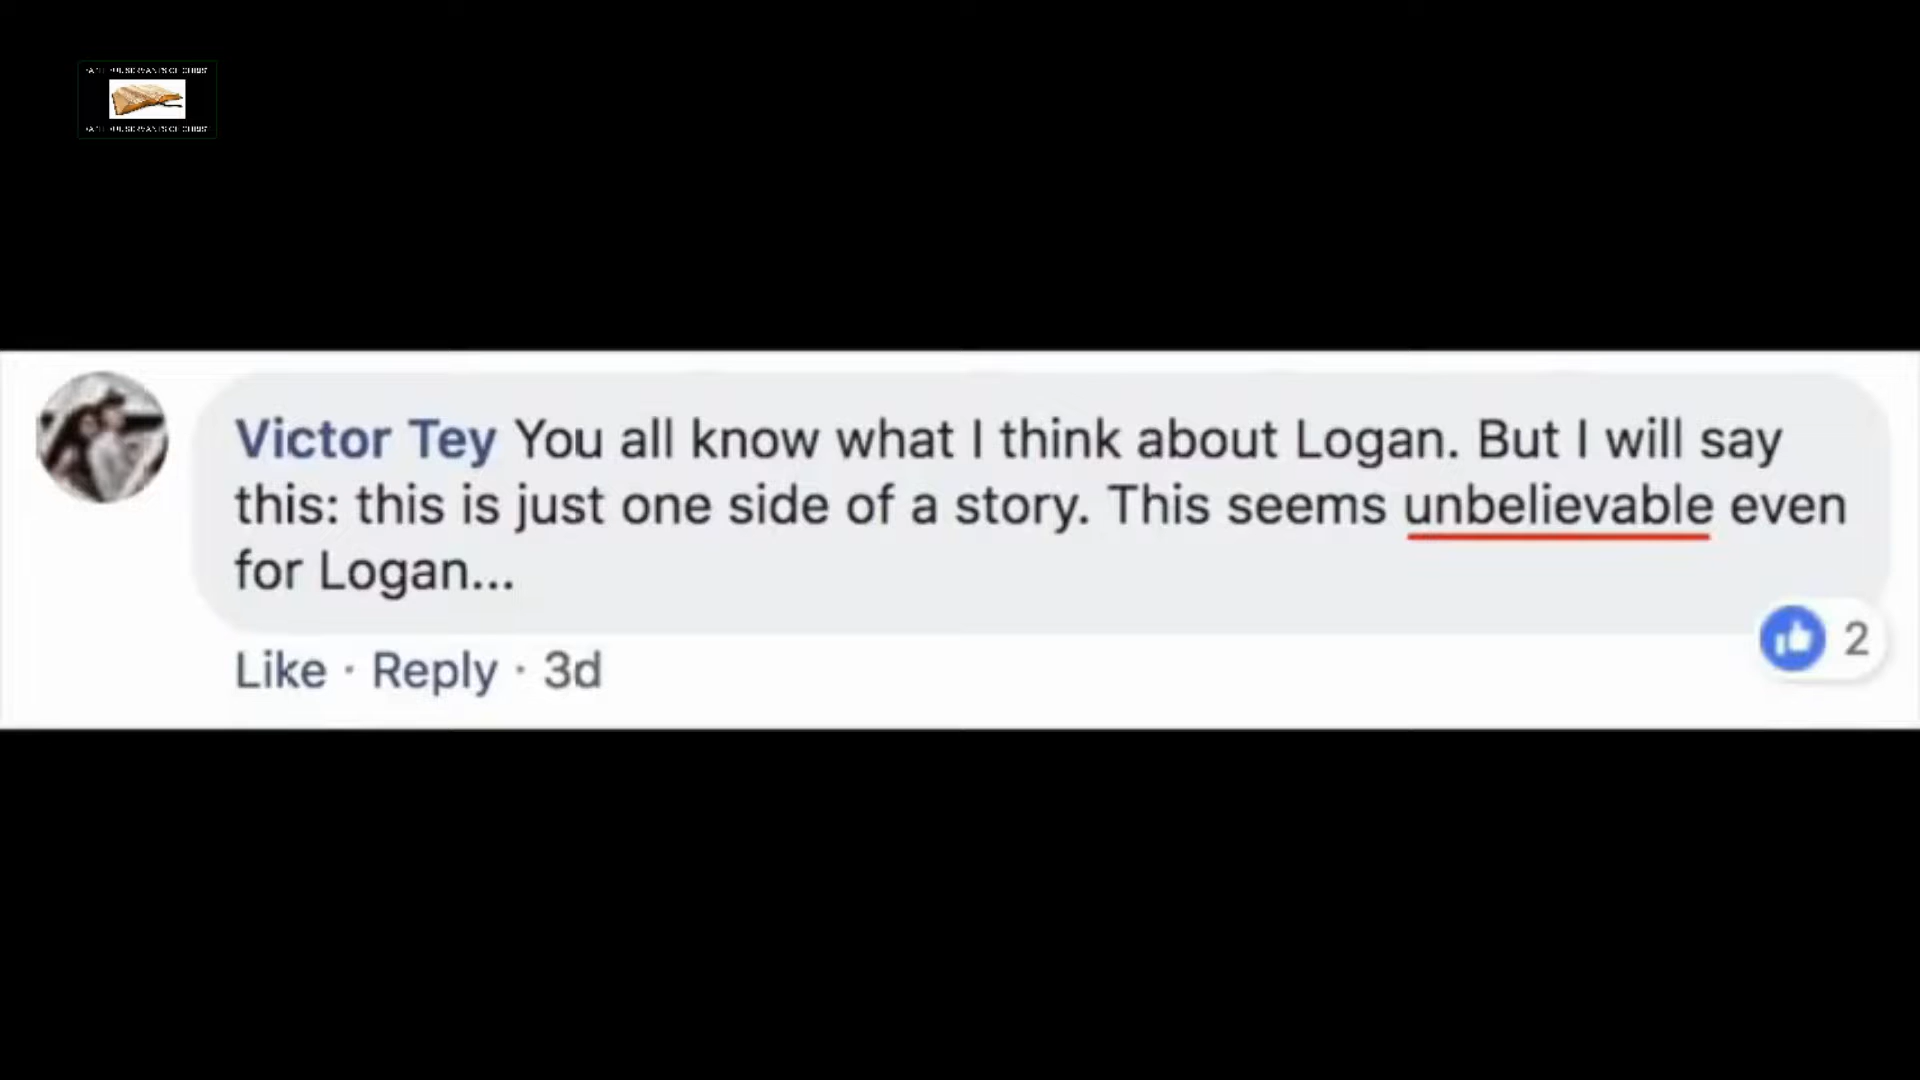 Victor Tey You all know what I think about Logan. But I will say
this: this is just one side of a story. This seems unbelievable even
for Logan...
2
Like · Reply · 3d